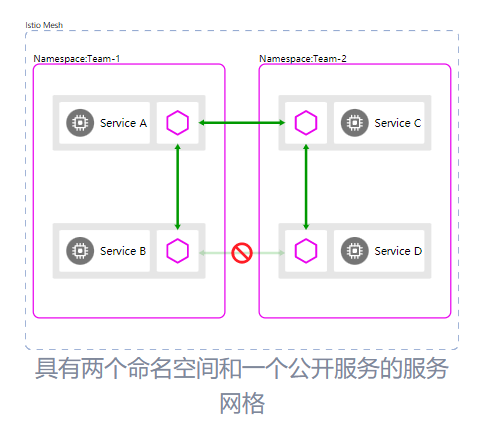 Istio Mesh
Namespace:Team-1
Namespace:Team-2
Service A
Service C
Service B
Service D
具有两个命名空间和一个公开服务的服务
网格